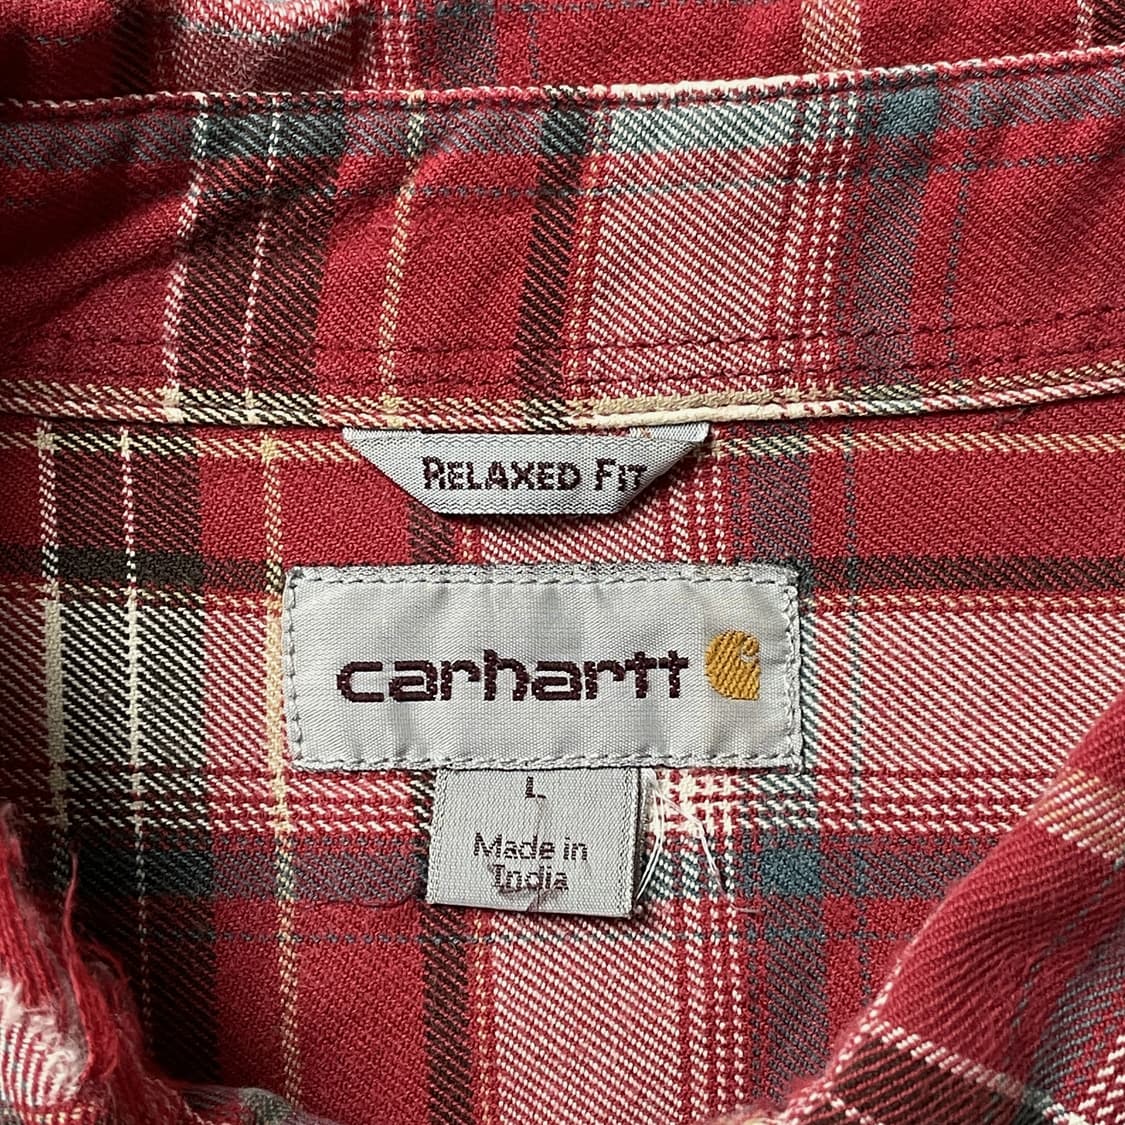 RELAXED FIT
carhartt
L
Made in
India